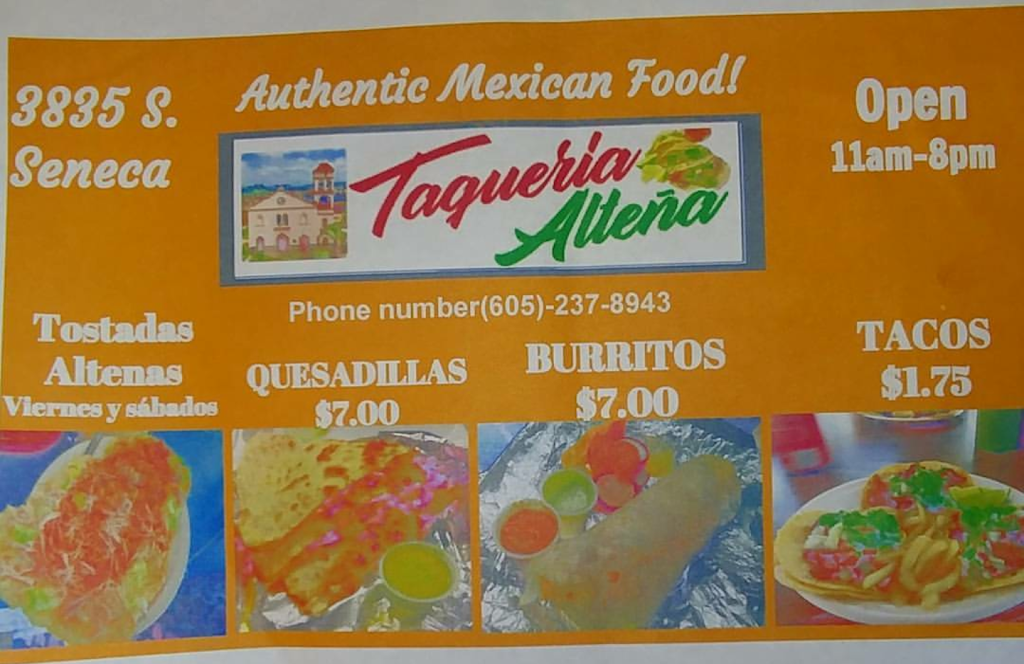 Authentic Mexican Food!
3835 S.
Seneca
Taqueria
Alteña
Open
11am-8pm
Phone number(605)-237-8943
Tostadas
Altenas
Viernes y sábados
QUESADILLAS
$7.00
BURRITOS
$7.00
TACOS
$1.75